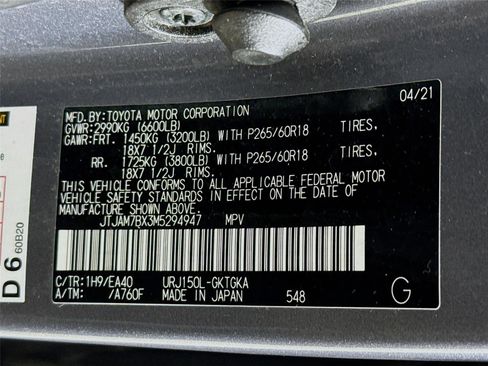 MFD.BY:TOYOTA MOTOR CORPORATION 04/21
GVWR:2990KG (6600LB)
GAWR:FRT. 1450KG (3200LB) WITH P265/60R18 TIRES,
18X7 1/2J RIMS.
RR. 1725KG (3800LB) WITH P265/60R18 TIRES,
18X7 1/2J RIMS.
THIS VEHICLE CONFORMS TO ALL APPLICABLE FEDERAL MOTOR
VEHICLE SAFETY STANDARDS IN EFFECT ON THE DATE OF
MANUFACTURE SHOWN ABOVE.
JTJAM7BX3M5294947 MPV
C/TR:1H9/EA40 URJ150L-GKTGKA
A/TM: /A760F MADE IN JAPAN 548 G
D6 60B20